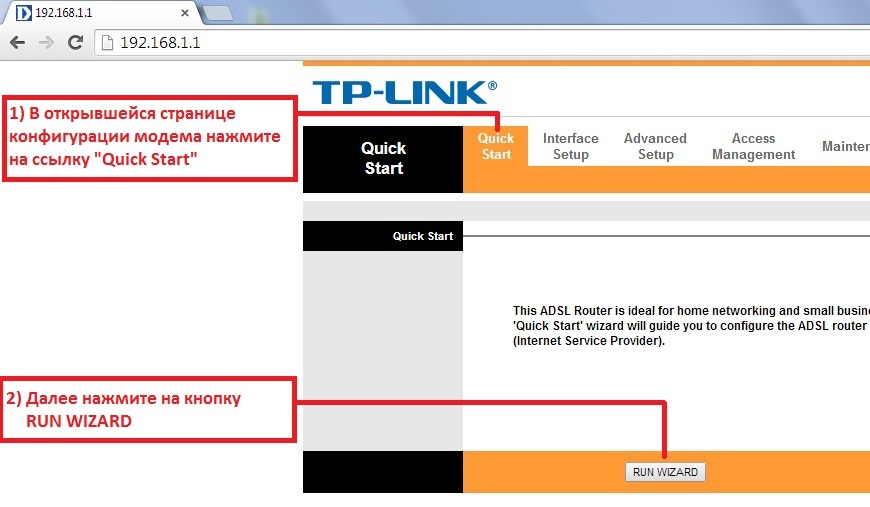 192.168.1.1
192.168.1.1
TP-LINK®
1) В открывшейся странице
конфигурации модема нажмите
на ссылку "Quick Start"
Quick
Start
Quick
Start
Interface
Setup
Advanced
Setup
Access
Management
Mainten
Quick Start
This ADSL Router is ideal for home networking and small busin
'Quick Start' wizard will guide you to configure the ADSL router
(Internet Service Provider).
2) Далее нажмите на кнопку
RUN WIZARD
RUN WIZARD